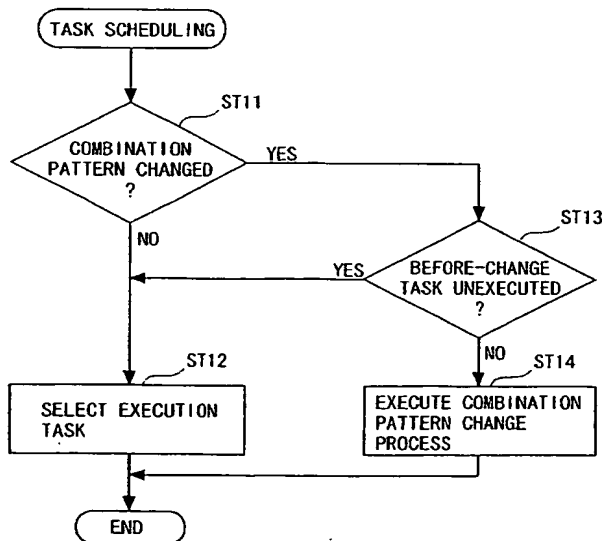 TASK SCHEDULING
ST11
COMBINATION
PATTERN CHANGED
?
YES
ST13
NO
YES
BEFORE-CHANGE
TASK UNEXECUTED
?
ST12
NO
ST14
SELECT EXECUTION
TASK
EXECUTE COMBINATION
PATTERN CHANGE
PROCESS
END